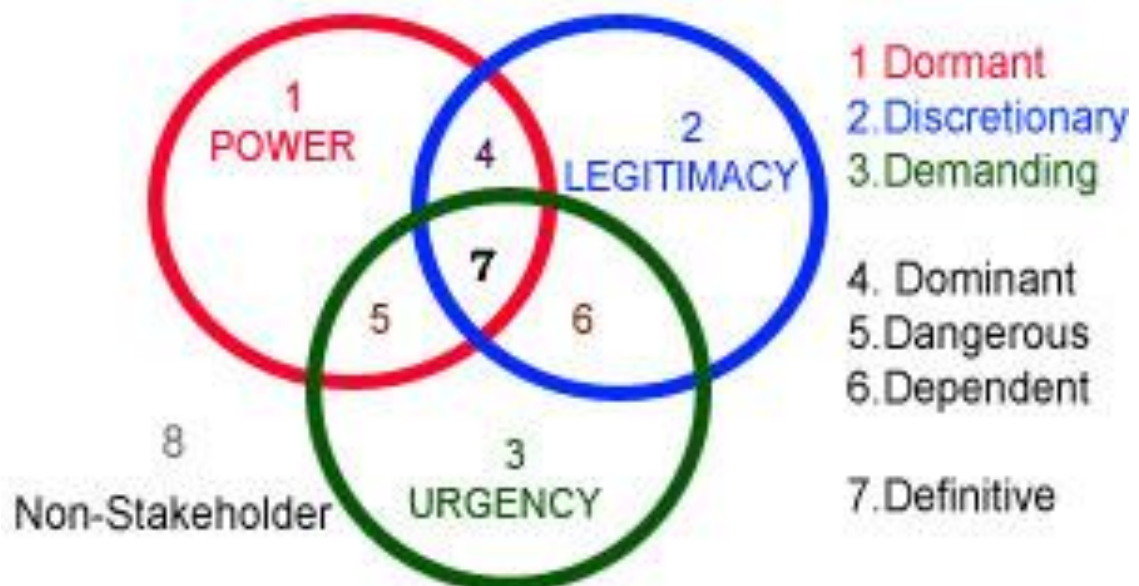 1
POWER
4
2
LEGITIMACY
7
5
6
3
URGENCY
8
Non-Stakeholder
1 Dormant
2.Discretionary
3.Demanding
4. Dominant
5.Dangerous
6.Dependent
7.Definitive